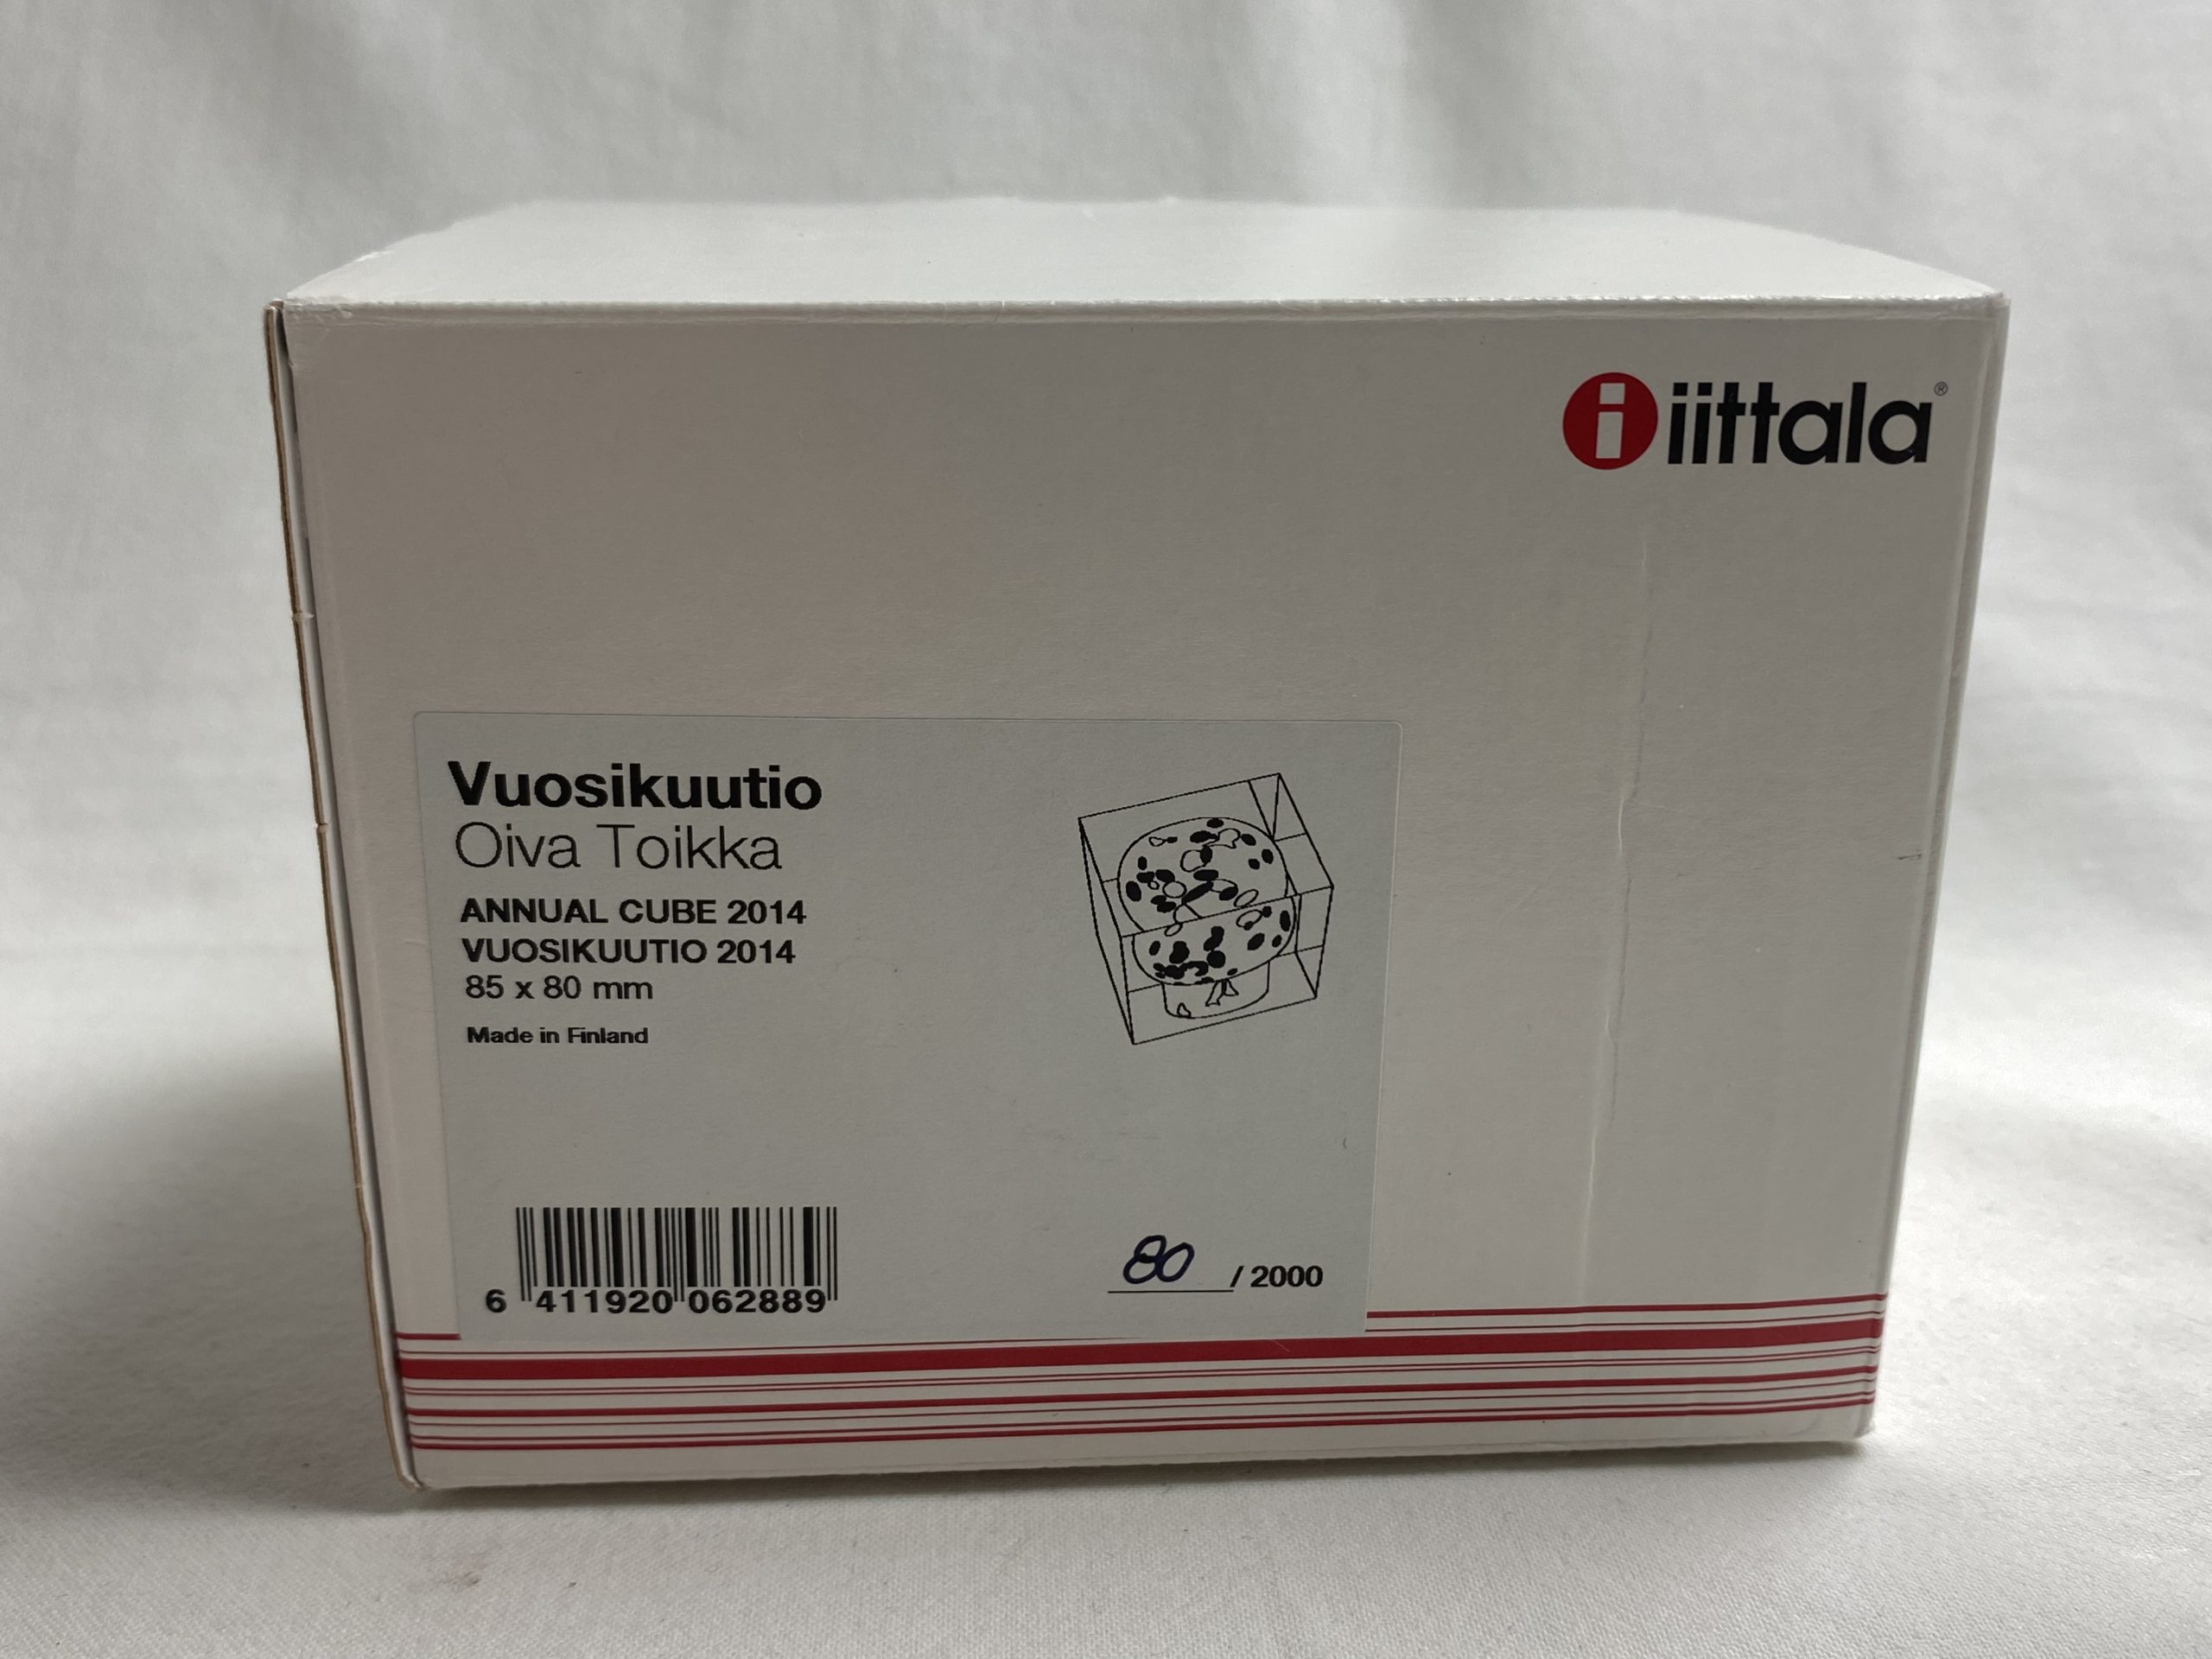 iittala®
Vuosikuutio
Oiva Toikka
ANNUAL CUBE 2014
VUOSIKUUTIO 2014
85 x 80 mm
Made in Finland
6 411920 062889
80 / 2000